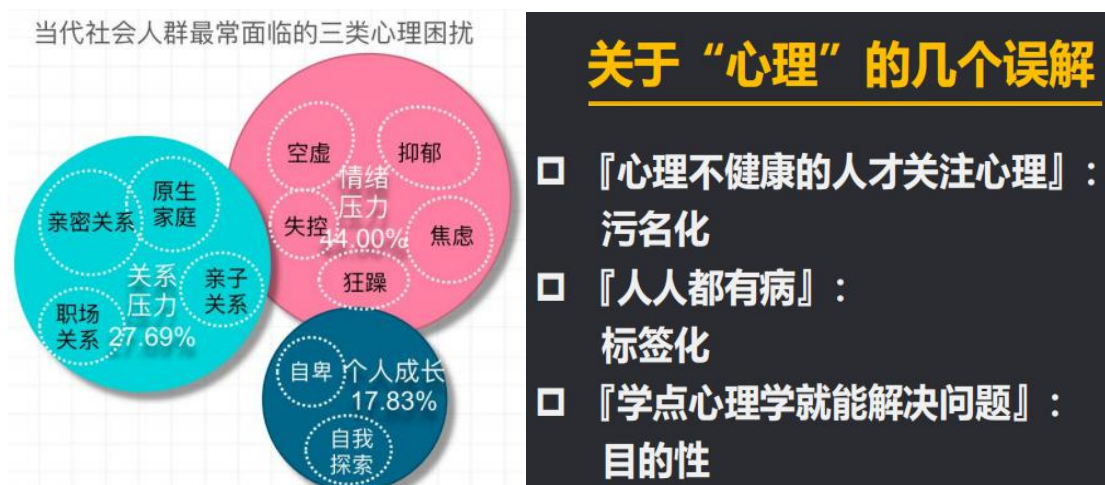 当代社会人群最常面临的三类心理困扰
空虚
抑郁
情绪
压力
44.00%
失控
焦虑
狂躁
亲密关系
原生
家庭
关系
压力
27.69%
亲子
关系
职场
关系
自卑
个人成长
17.83%
自我
探索
关于“心理”的几个误解
『心理不健康的人才关注心理』:
污名化
『人人都有病』:
标签化
『学点心理学就能解决问题』:
目的性